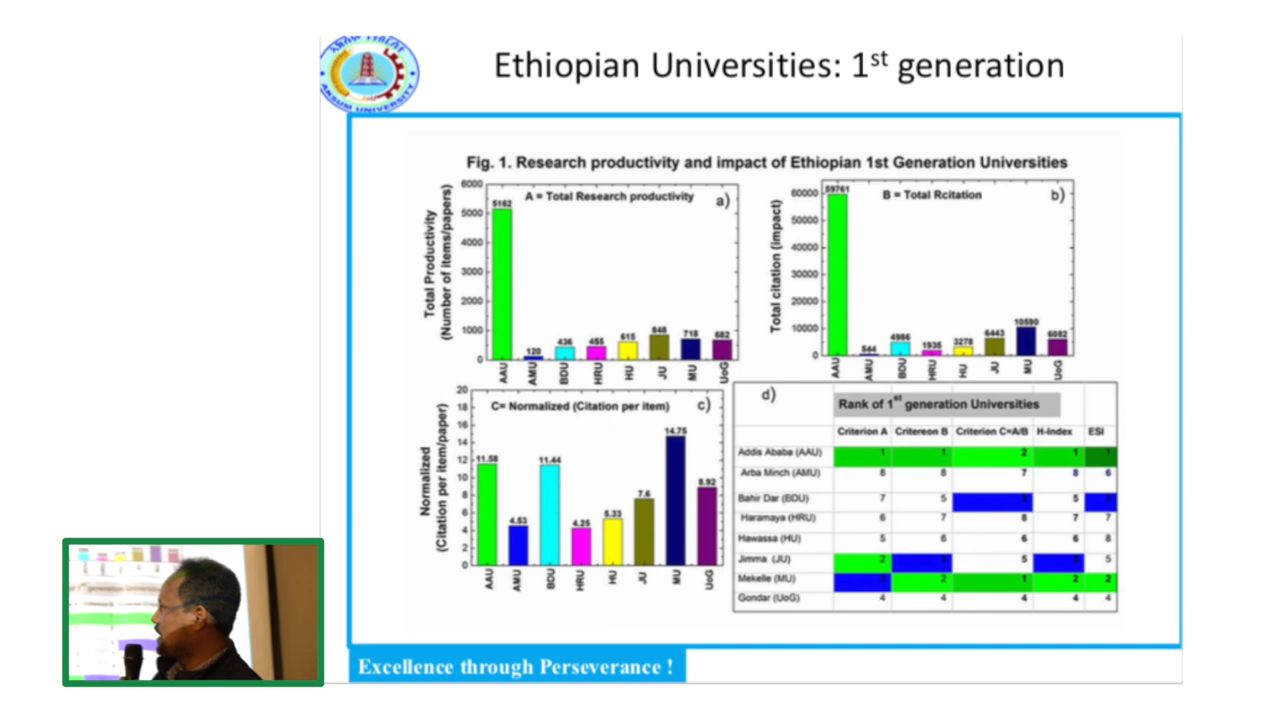 AKSUM UNIVERSITY
Ethiopian Universities: 1st generation
Fig. 1. Research productivity and impact of Ethiopian 1st Generation Universities
A = Total Research productivity
a)
Total Productivity
(Number of items/papers)
6000
5000
4000
3000
2000
1000
0
5162
120
436
485
615
848
718
682
AAU
AMU
BDU
HRU
HU
JU
MU
UoG
B = Total Rcitation
b)
Total citation (impact)
60000
50000
40000
30000
20000
10000
0
59761
544
4986
1935
3278
6443
10590
6082
AAU
AMU
BDU
HRU
HU
JU
MU
UoG
C= Normalized (Citation per item)
c)
Normalized
(Citation per item/paper)
20
18
16
14
12
10
8
6
4
2
0
11.58
4.53
11.44
4.25
5.33
7.6
14.75
8.92
AAU
AMU
BDU
HRU
HU
JU
MU
UoG
d)
Rank of 1st generation Universities
Criterion A Critereon B Criterion C=A/B H-Index ESI
Addis Ababa (AAU) 1 1 2 1 1
Arba Minch (AMU) 8 8 7 8 6
Bahir Dar (BDU) 7 5 5
Haramaya (HRU) 6 7 8 7 7
Hawassa (HU) 5 6 6 6 8
Jimma (JU) 2 5 5
Mekelle (MU) 2 1 2 2
Gondar (UoG) 4 4 4 4 4
Excellence through Perseverance !